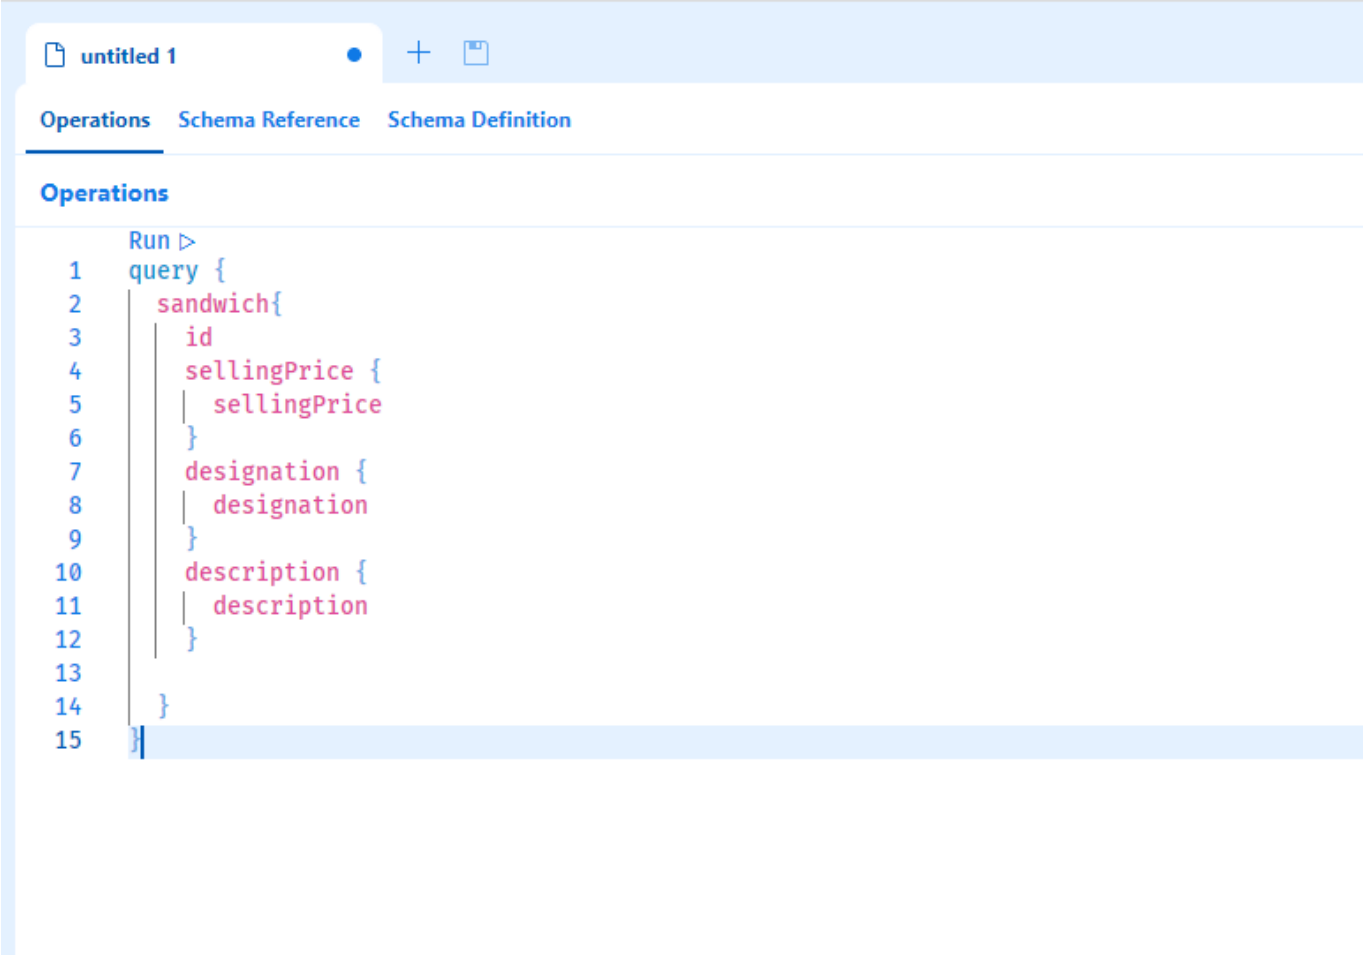 untitled 1
Operations Schema Reference Schema Definition
Operations
Run
1 query {
2 sandwich{
3 id
4 sellingPrice {
5 sellingPrice
6 }
7 designation {
8 designation
9 }
10 description {
11 description
12 }
13
14 }
15 }